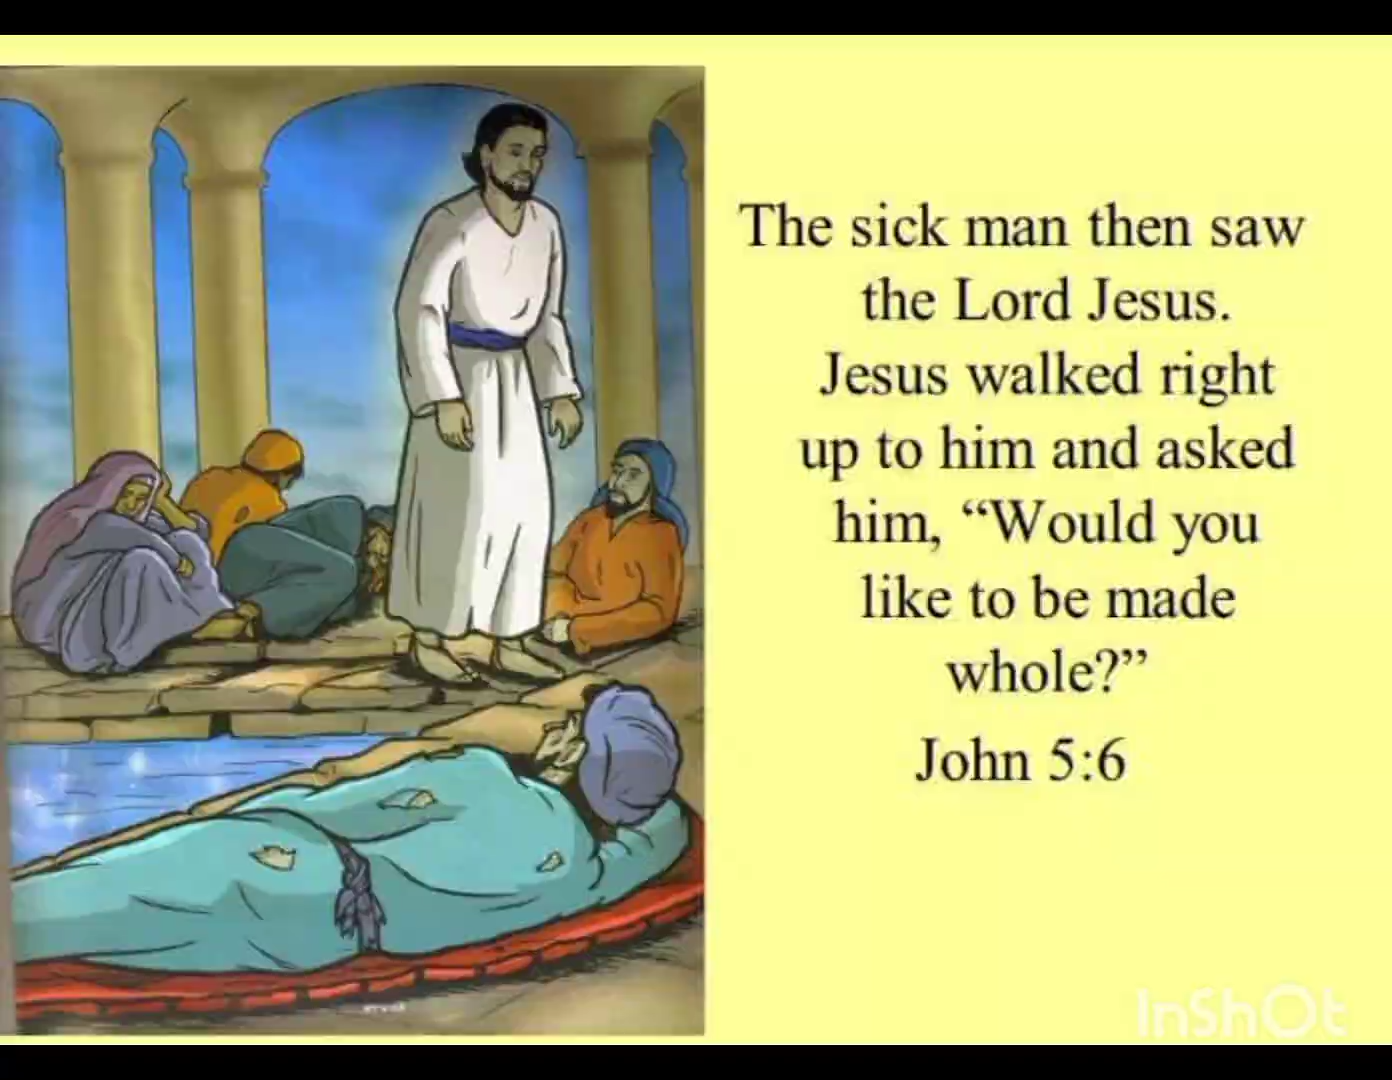 The sick man then saw
the Lord Jesus.
Jesus walked right
up to him and asked
him, “Would you
like to be made
whole?”
John 5:6
InShOt